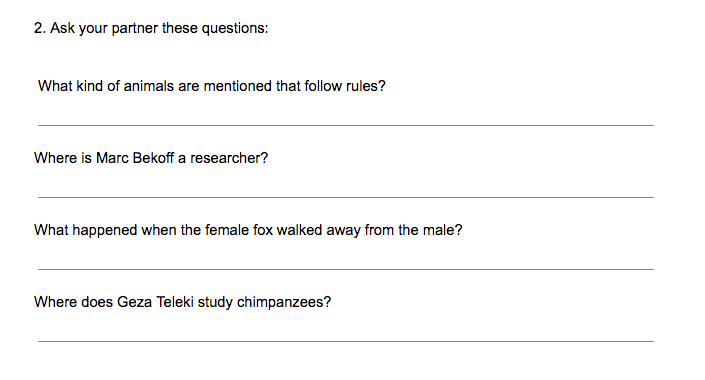 2. Ask your partner these questions:
What kind of animals are mentioned that follow rules?
Where is Marc Bekoff a researcher?
What happened when the female fox walked away from the male?
Where does Geza Teleki study chimpanzees?